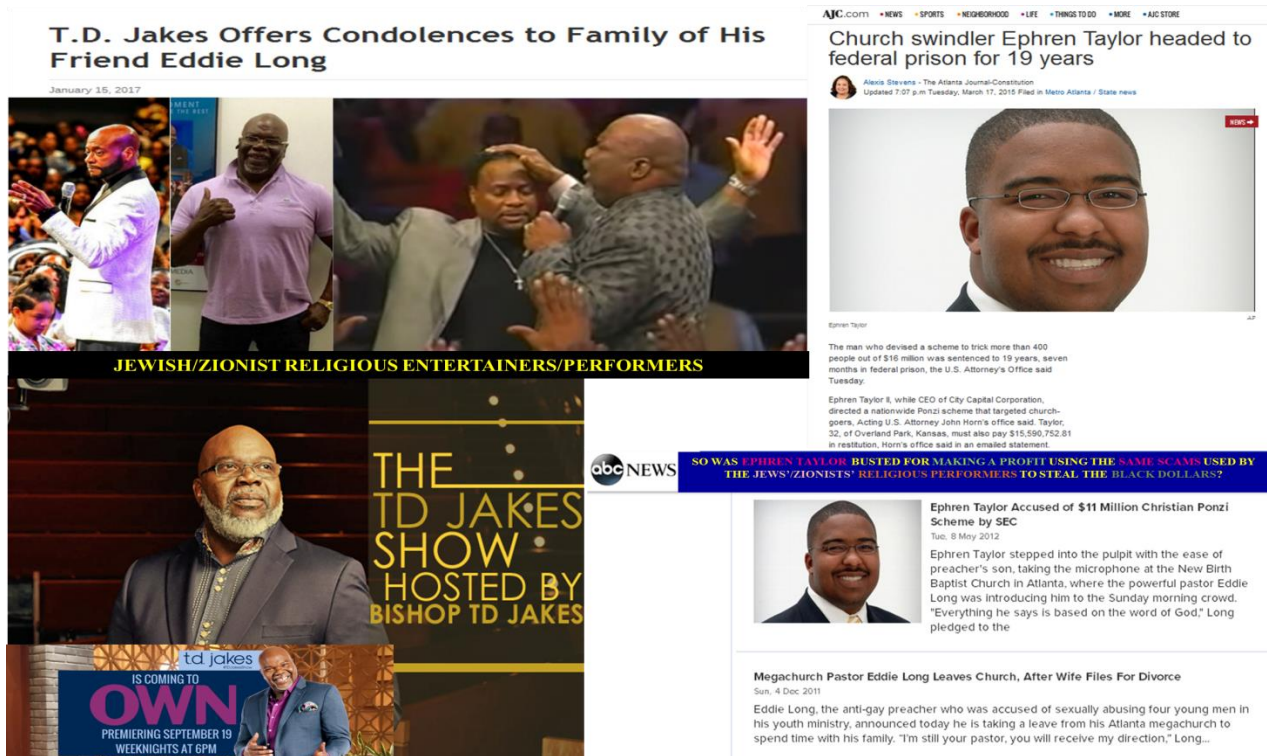 T.D. Jakes Offers Condolences to Family of His
Friend Eddie Long
January 15, 2017
MEDIA
JEWISH/ZIONIST RELIGIOUS ENTERTAINERS/PERFORMERS
THE
TD JAKES
SHOW
HOSTED BY
BISHOP TD JAKES
t.d. jakes
IS COMING TO
OWN
PREMIERING SEPTEMBER 19
WEEKNIGHTS AT 6PM
AJC.com • NEWS • SPORTS • NEIGHBORHOOD • LIFE • THINGS TO DO • MORE • AJC STORE
Church swindler Ephren Taylor headed to
federal prison for 19 years
Alexis Stevens - The Atlanta Journal-Constitution
Updated 7:07 p.m Tuesday, March 17, 2015 Filed in Metro Atlanta / State news
NEWS
Ephren Taylor
The man who devised a scheme to trick more than 400
people out of $16 million was sentenced to 19 years, seven
months in federal prison, the U.S. Attorney's Office said
Tuesday.
Ephren Taylor II, while CEO of City Capital Corporation,
directed a nationwide Ponzi scheme that targeted church-
goers, Acting U.S. Attorney John Horn's office said. Taylor,
32, of Overland Park, Kansas, must also pay $15,590,752.81
in restitution, Horn's office said in an emailed statement.
abc NEWS
SO WAS EPHREN TAYLOR BUSTED FOR MAKING A PROFIT USING THE SAME SCAMS USED BY
THE JEWS'/ZIONISTS' RELIGIOUS PERFORMERS TO STEAL THE BLACK DOLLARS?
Ephren Taylor Accused of $11 Million Christian Ponzi
Scheme by SEC
Tue, 8 May 2012
Ephren Taylor stepped into the pulpit with the ease of
preacher's son, taking the microphone at the New Birth
Baptist Church in Atlanta, where the powerful pastor Eddie
Long was introducing him to the Sunday morning crowd.
"Everything he says is based on the word of God," Long
pledged to the
Megachurch Pastor Eddie Long Leaves Church, After Wife Files For Divorce
Sun, 4 Dec 2011
Eddie Long, the anti-gay preacher who was accused of sexually abusing four young men in
his youth ministry, announced today he is taking a leave from his Atlanta megachurch to
spend time with his family. "I'm still your pastor, you will receive my direction," Long...